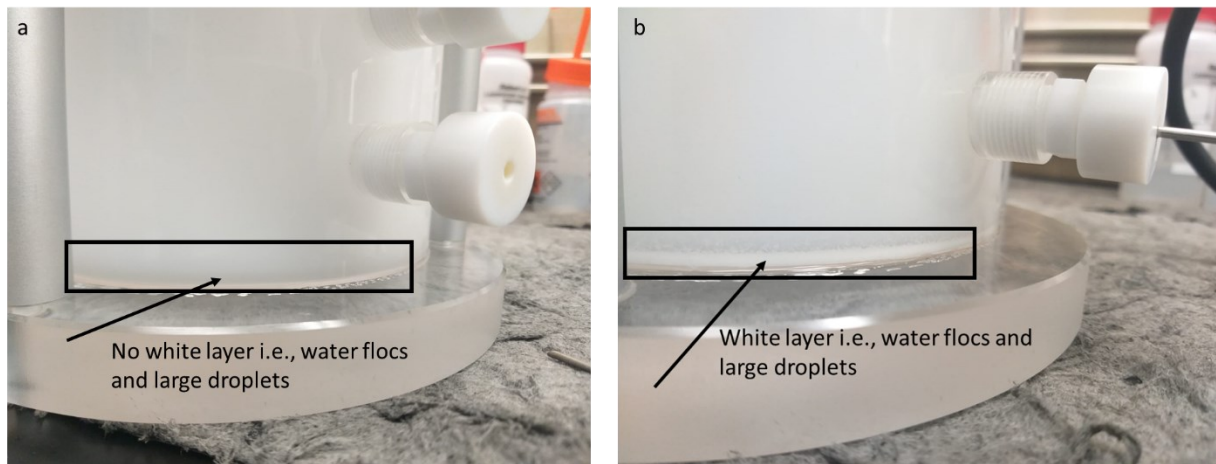 a
No white layer i.e., water flocs
and large droplets
b
White layer i.e., water flocs and
large droplets